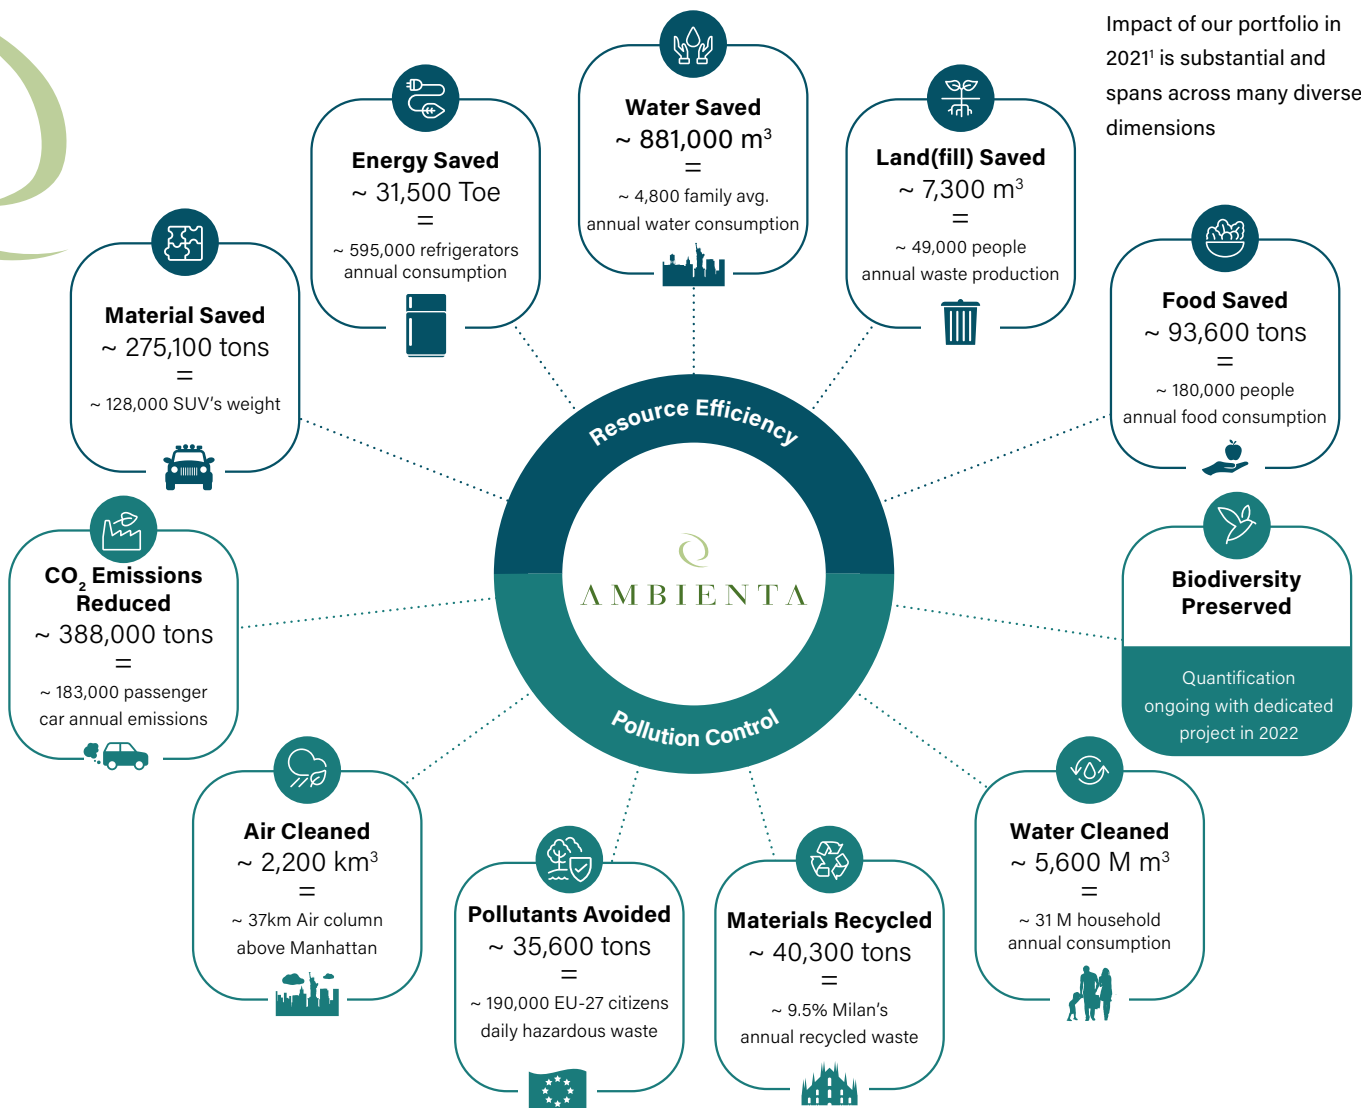 Impact of our portfolio in
2021¹ is substantial and
spans across many diverse
dimensions
Water Saved
~ 881,000 m³
=
~ 4,800 family avg.
annual water consumption
Energy Saved
~ 31,500 Toe
=
~ 595,000 refrigerators
annual consumption
Land(fill) Saved
~ 7,300 m³
=
~ 49,000 people
annual waste production
Material Saved
~ 275,100 tons
=
~ 128,000 SUV's weight
Food Saved
~ 93,600 tons
=
~ 180,000 people
annual food consumption
Resource Efficiency
AMBIENTA
Pollution Control
CO₂ Emissions
Reduced
~ 388,000 tons
=
~ 183,000 passenger
car annual emissions
Biodiversity
Preserved
Quantification
ongoing with dedicated
project in 2022
Air Cleaned
~ 2,200 km³
=
~ 37km Air column
above Manhattan
Pollutants Avoided
~ 35,600 tons
=
~ 190,000 EU-27 citizens
daily hazardous waste
Materials Recycled
~ 40,300 tons
=
~ 9.5% Milan's
annual recycled waste
Water Cleaned
~ 5,600 M m³
=
~ 31 M household
annual consumption